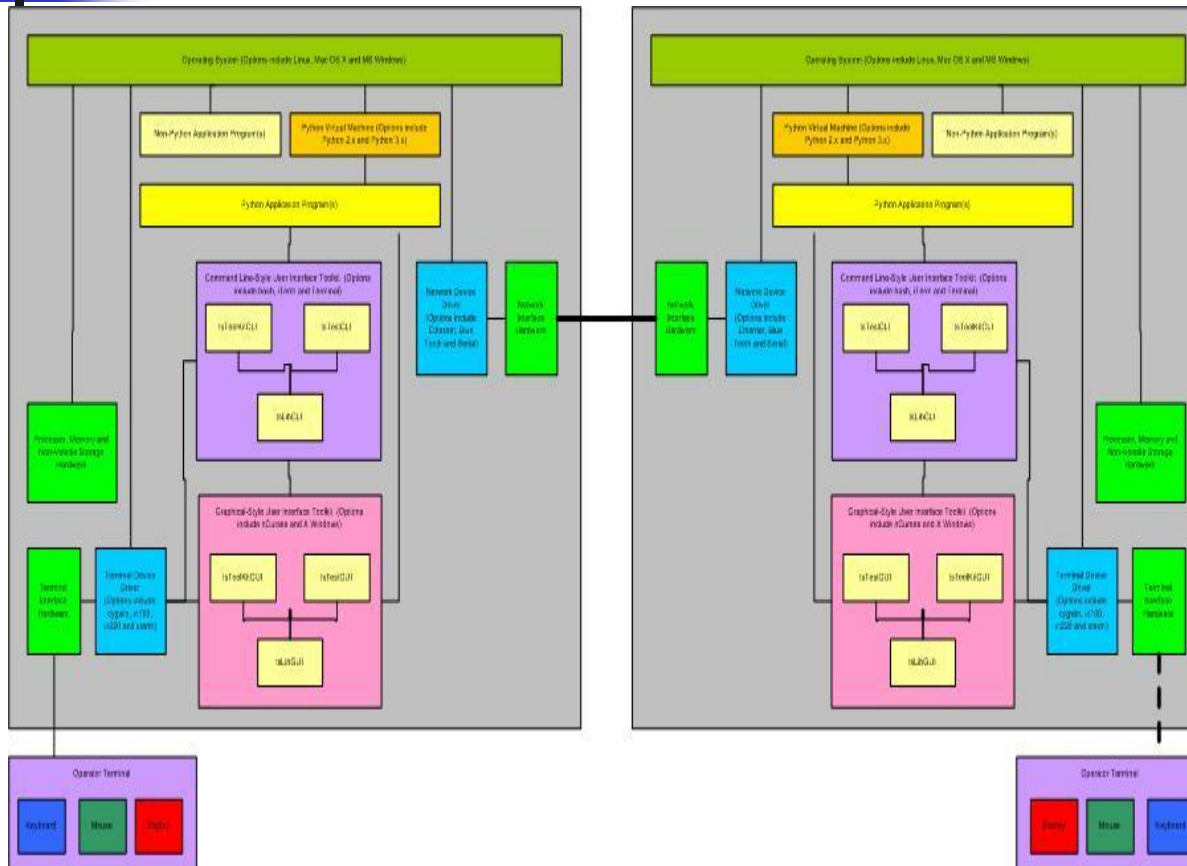 Operating System (Options include Linux, Mac OS X and MS Windows)
Non-Python Application Program(s)
Python Virtual Machine (Options include
Python 2.x and Python 3.x)
Python Application Program(s)
Command Line-Style User Interface Toolkit (Options
include bash, iTerm and Terminal)
tsToolKitCLI
tsTestCLI
tsLibCLI
Network Device
Driver
(Options include
Ethernet, Blue
Tooth and Serial)
Network
Interface
Hardware
Processor, Memory and
Non-Volatile Storage
Hardware
Graphical-Style User Interface Toolkit (Options
include nCurses and X Windows)
tsToolKitGUI
tsTestGUI
tsLibGUI
Terminal
Interface
Hardware
Terminal Device
Driver
(Options include
cygwin, vt100,
vt220 and xterm)
Operator Terminal
Keyboard
Mouse
Display
Operating System (Options include Linux, Mac OS X and MS Windows)
Python Virtual Machine (Options include
Python 2.x and Python 3.x)
Non-Python Application Program(s)
Python Application Program(s)
Network
Interface
Hardware
Network Device
Driver
(Options include
Ethernet, Blue
Tooth and Serial)
Command Line-Style User Interface Toolkit (Options
include bash, iTerm and Terminal)
tsTestCLI
tsToolKitCLI
tsLibCLI
Processor, Memory and
Non-Volatile Storage
Hardware
Graphical-Style User Interface Toolkit (Options
include nCurses and X Windows)
tsTestGUI
tsToolKitGUI
tsLibGUI
Terminal Device
Driver
(Options include
cygwin, vt100,
vt220 and xterm)
Terminal
Interface
Hardware
Operator Terminal
Display
Mouse
Keyboard